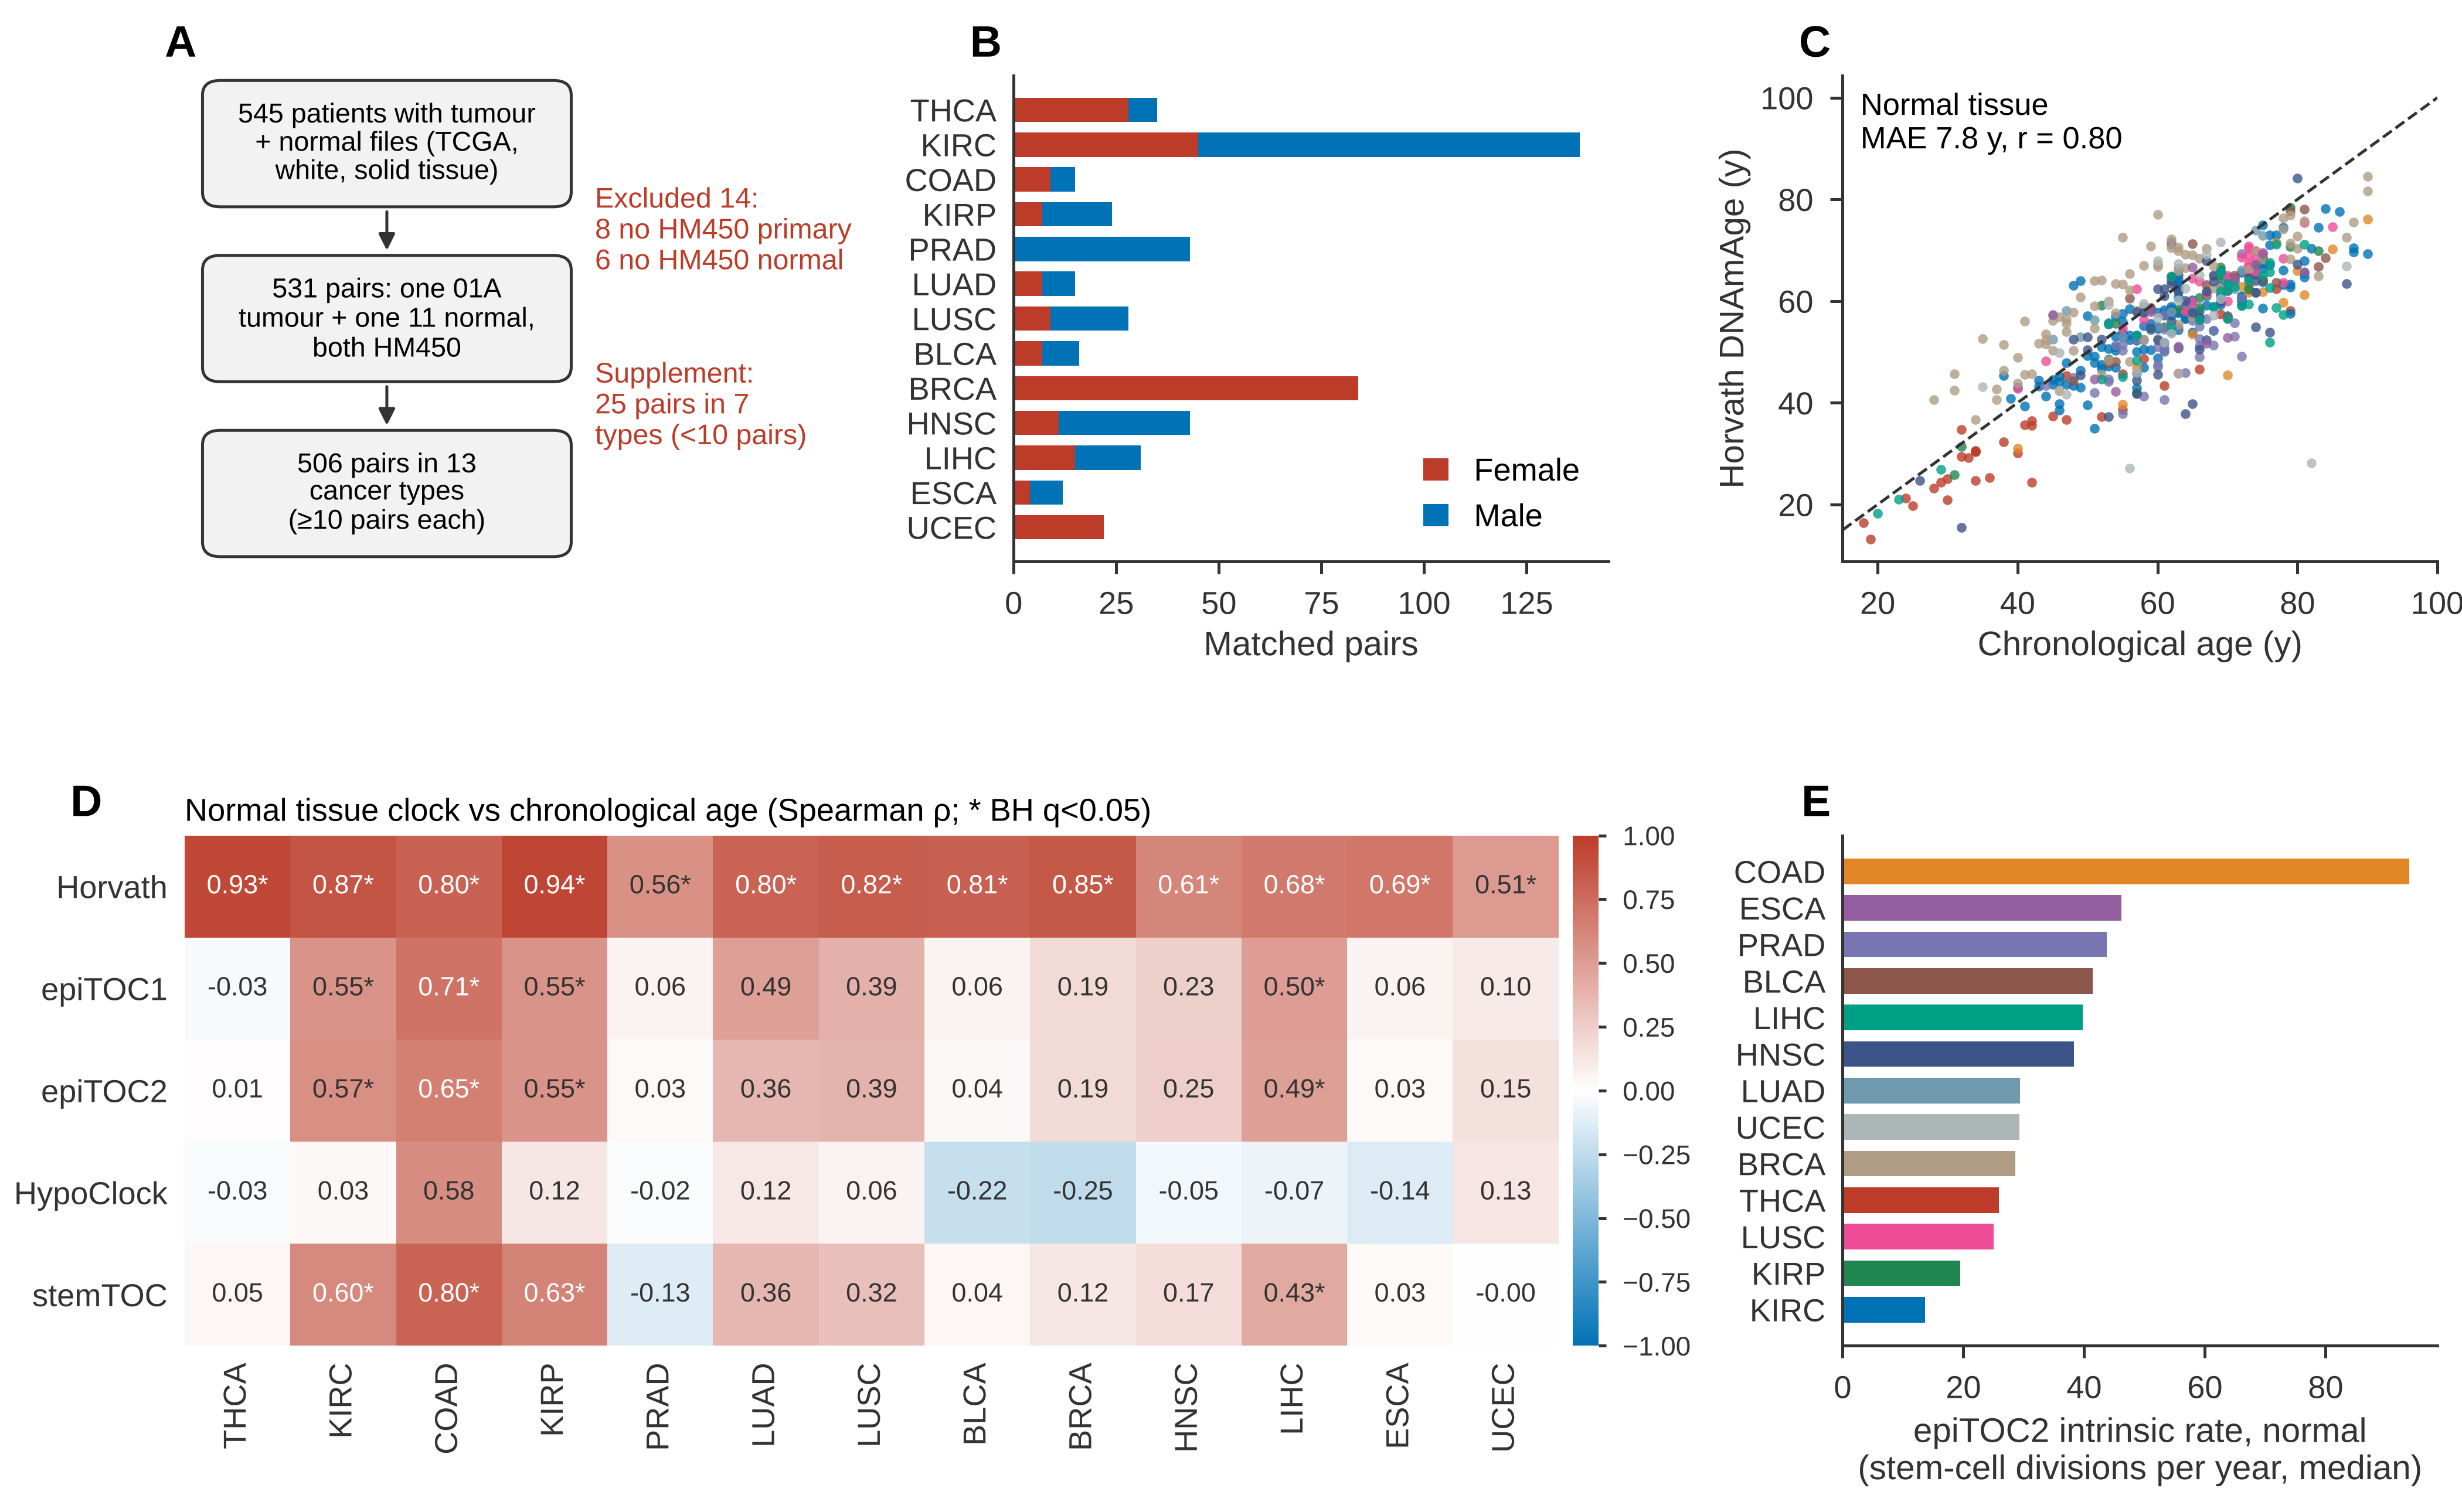 A
545 patients with tumour
+ normal files (TCGA,
white, solid tissue)
Excluded 14:
8 no HM450 primary
6 no HM450 normal
531 pairs: one 01A
tumour + one 11 normal,
both HM450
Supplement:
25 pairs in 7
types (<10 pairs)
506 pairs in 13
cancer types
(≥10 pairs each)
B
THCA
KIRC
COAD
KIRP
PRAD
LUAD
LUSC
BLCA
BRCA
HNSC
LIHC
ESCA
UCEC
Female
Male
0 25 50 75 100 125
Matched pairs
C
Normal tissue
MAE 7.8 y, r = 0.80
100
80
60
40
20
Horvath DNAmAge (y)
20 40 60 80 100
Chronological age (y)
D
Normal tissue clock vs chronological age (Spearman ρ; * BH q<0.05)
Horvath 0.93* 0.87* 0.80* 0.94* 0.56* 0.80* 0.82* 0.81* 0.85* 0.61* 0.68* 0.69* 0.51*
epiTOC1 -0.03 0.55* 0.71* 0.55* 0.06 0.49 0.39 0.06 0.19 0.23 0.50* 0.06 0.10
epiTOC2 0.01 0.57* 0.65* 0.55* 0.03 0.36 0.39 0.04 0.19 0.25 0.49* 0.03 0.15
HypoClock -0.03 0.03 0.58 0.12 -0.02 0.12 0.06 -0.22 -0.25 -0.05 -0.07 -0.14 0.13
stemTOC 0.05 0.60* 0.80* 0.63* -0.13 0.36 0.32 0.04 0.12 0.17 0.43* 0.03 -0.00
THCA KIRC COAD KIRP PRAD LUAD LUSC BLCA BRCA HNSC LIHC ESCA UCEC
1.00
0.75
0.50
0.25
0.00
−0.25
−0.50
−0.75
−1.00
E
COAD
ESCA
PRAD
BLCA
LIHC
HNSC
LUAD
UCEC
BRCA
THCA
LUSC
KIRP
KIRC
0 20 40 60 80
epiTOC2 intrinsic rate, normal
(stem-cell divisions per year, median)